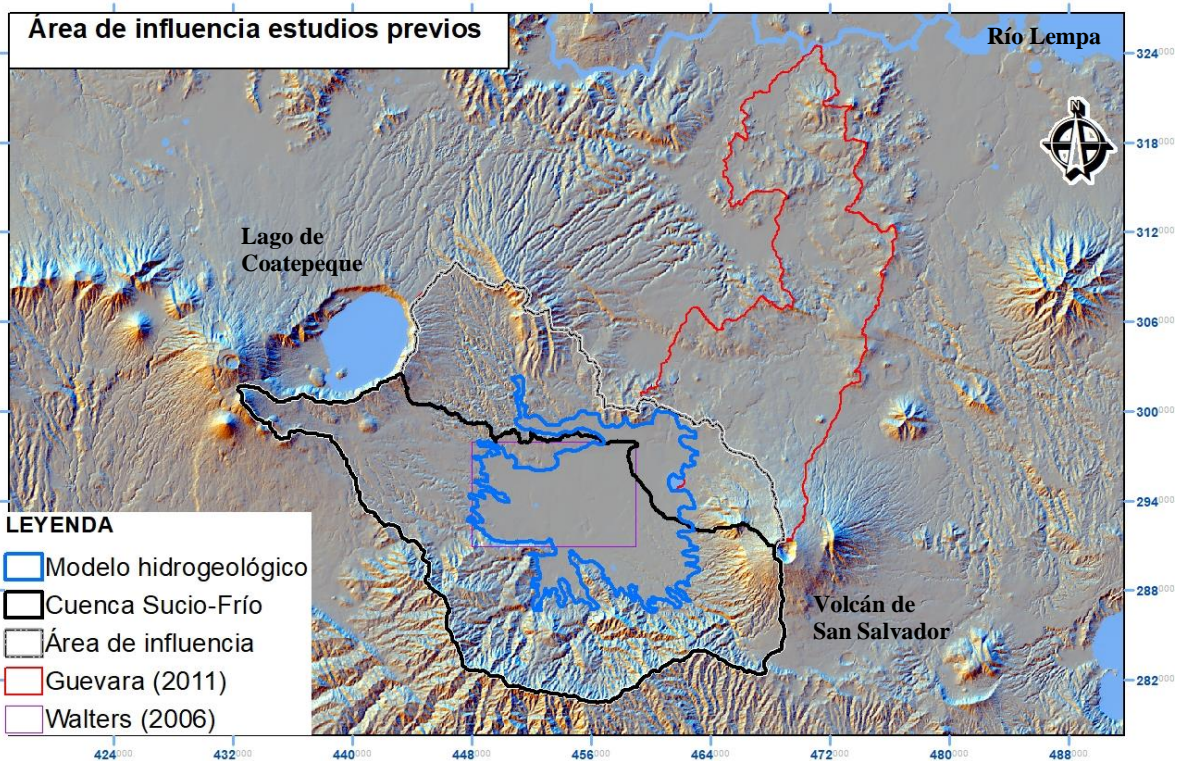 Área de influencia estudios previos
Río Lempa
324000
N
318000
Lago de
Coatepeque
312000
306000
300000
294000
LEYENDA
Modelo hidrogeológico
Cuenca Sucio-Frío
Área de influencia
Guevara (2011)
Walters (2006)
288000
Volcán de
San Salvador
282000
424000 432000 440000 448000 456000 464000 472000 480000 488000